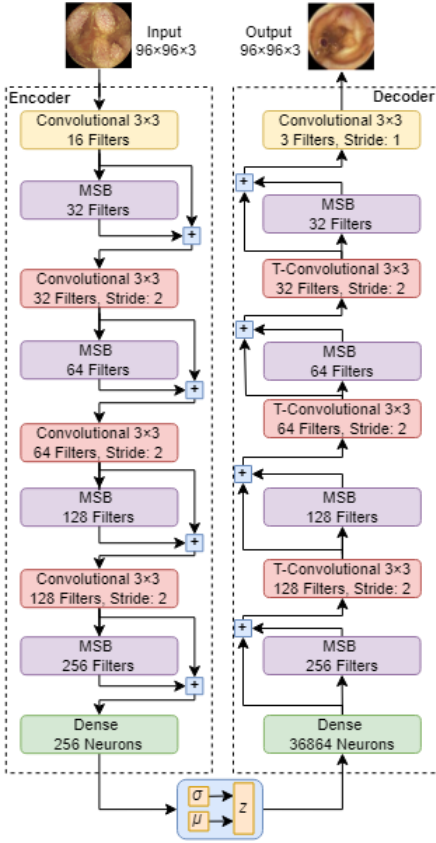 Input
96×96×3
Output
96×96×3
Encoder
Convolutional 3×3
16 Filters
MSB
32 Filters
+
Convolutional 3×3
32 Filters, Stride: 2
MSB
64 Filters
+
Convolutional 3×3
64 Filters, Stride: 2
MSB
128 Filters
+
Convolutional 3×3
128 Filters, Stride: 2
MSB
256 Filters
+
Dense
256 Neurons
σ
μ
z
Decoder
Convolutional 3×3
3 Filters, Stride: 1
+
MSB
32 Filters
T-Convolutional 3×3
32 Filters, Stride: 2
+
MSB
64 Filters
T-Convolutional 3×3
64 Filters, Stride: 2
+
MSB
128 Filters
T-Convolutional 3×3
128 Filters, Stride: 2
+
MSB
256 Filters
Dense
36864 Neurons